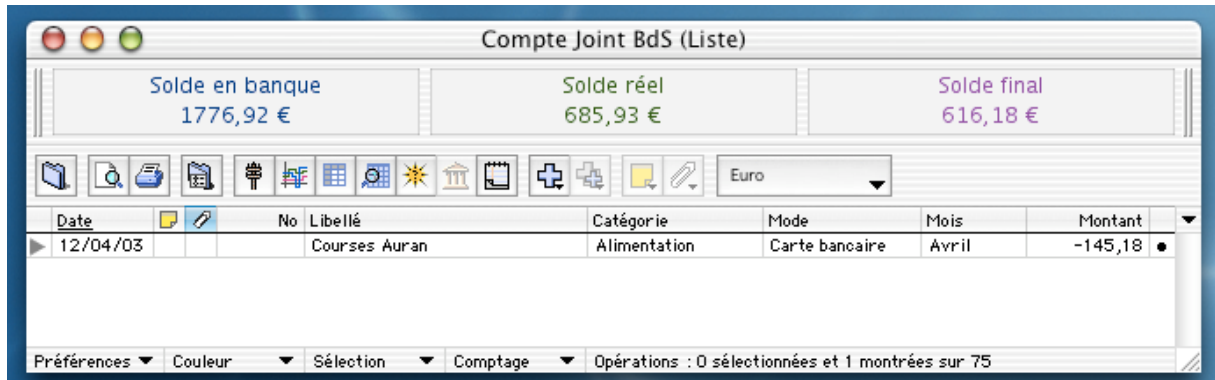 Compte Joint BdS (Liste)
Solde en banque Solde réel Solde final
1776,92 € 685,93 € 616,18 €
Euro
Date No Libellé Catégorie Mode Mois Montant
12/04/03 Courses Auran Alimentation Carte bancaire Avril -145,18
Préférences Couleur Sélection Comptage Opérations : 0 sélectionnées et 1 montrées sur 75